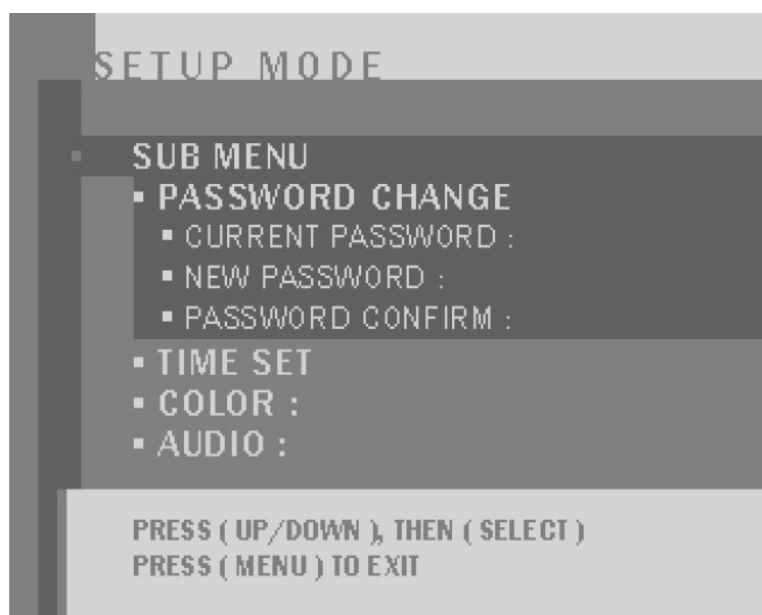 SETUP MODE
SUB MENU
▪ PASSWORD CHANGE
▪ CURRENT PASSWORD :
▪ NEW PASSWORD :
▪ PASSWORD CONFIRM :
▪ TIME SET
▪ COLOR :
▪ AUDIO :
PRESS ( UP/DOWN ), THEN ( SELECT )
PRESS ( MENU ) TO EXIT